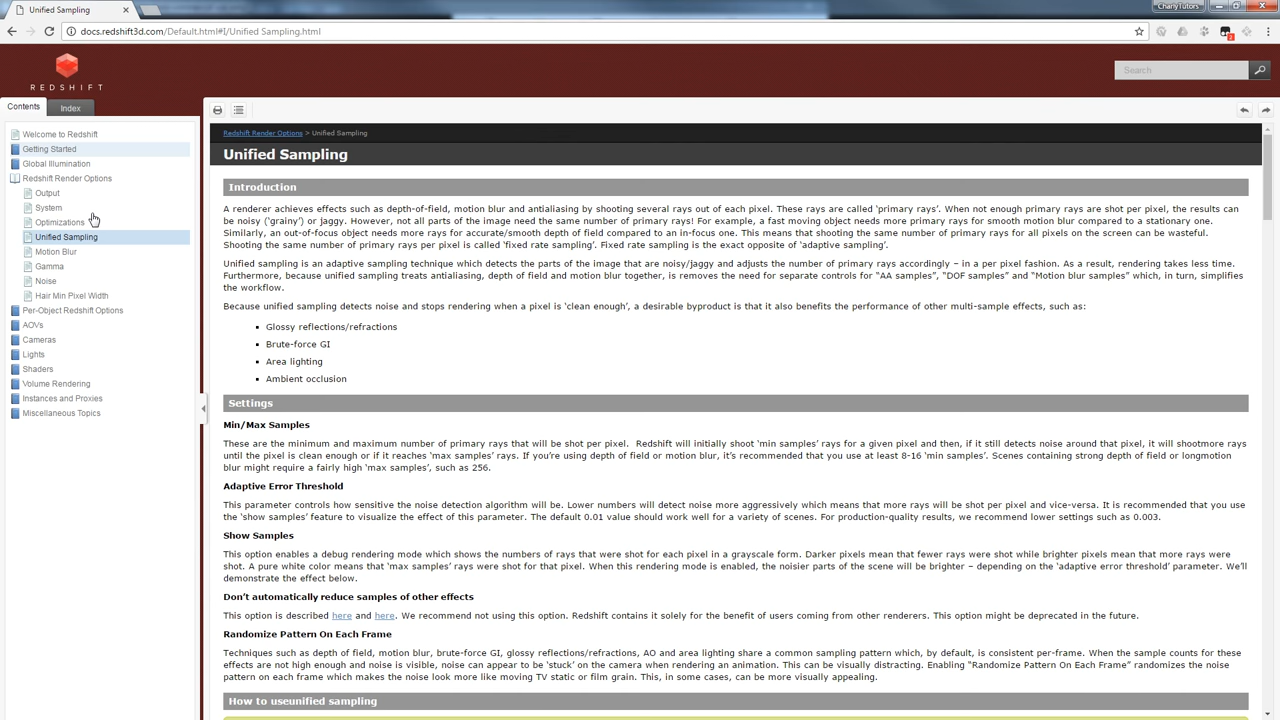 Unified Sampling
CharlyTutors
docs.redshift3d.com/Default.html#I/Unified Sampling.html
REDSHIFT
Search
Contents
Index
Welcome to Redshift
Getting Started
Global Illumination
Redshift Render Options
Output
System
Optimizations
Unified Sampling
Motion Blur
Gamma
Noise
Hair Min Pixel Width
Per-Object Redshift Options
AOVs
Cameras
Lights
Shaders
Volume Rendering
Instances and Proxies
Miscellaneous Topics
Redshift Render Options > Unified Sampling
Unified Sampling
Introduction
A renderer achieves effects such as depth-of-field, motion blur and antialiasing by shooting several rays out of each pixel. These rays are called ‘primary rays’. When not enough primary rays are shot per pixel, the results can
be noisy (‘grainy’) or jaggy. However, not all parts of the image need the same number of primary rays! For example, a fast moving object needs more primary rays for smooth motion blur compared to a stationary one.
Similarly, an out-of-focus object needs more rays for accurate/smooth depth of field compared to an in-focus one. This means that shooting the same number of primary rays for all pixels on the screen can be wasteful.
Shooting the same number of primary rays per pixel is called ‘fixed rate sampling’. Fixed rate sampling is the exact opposite of ‘adaptive sampling’.
Unified sampling is an adaptive sampling technique which detects the parts of the image that are noisy/jaggy and adjusts the number of primary rays accordingly – in a per pixel fashion. As a result, rendering takes less time.
Furthermore, because unified sampling treats antialiasing, depth of field and motion blur together, is removes the need for separate controls for “AA samples”, “DOF samples” and “Motion blur samples” which, in turn, simplifies
the workflow.
Because unified sampling detects noise and stops rendering when a pixel is ‘clean enough’, a desirable byproduct is that it also benefits the performance of other multi-sample effects, such as:
Glossy reflections/refractions
Brute-force GI
Area lighting
Ambient occlusion
Settings
Min/Max Samples
These are the minimum and maximum number of primary rays that will be shot per pixel. Redshift will initially shoot ‘min samples’ rays for a given pixel and then, if it still detects noise around that pixel, it will shootmore rays
until the pixel is clean enough or if it reaches ‘max samples’ rays. If you’re using depth of field or motion blur, it’s recommended that you use at least 8-16 ‘min samples’. Scenes containing strong depth of field or longmotion
blur might require a fairly high ‘max samples’, such as 256.
Adaptive Error Threshold
This parameter controls how sensitive the noise detection algorithm will be. Lower numbers will detect noise more aggressively which means that more rays will be shot per pixel and vice-versa. It is recommended that you use
the ‘show samples’ feature to visualize the effect of this parameter. The default 0.01 value should work well for a variety of scenes. For production-quality results, we recommend lower settings such as 0.003.
Show Samples
This option enables a debug rendering mode which shows the numbers of rays that were shot for each pixel in a grayscale form. Darker pixels mean that fewer rays were shot while brighter pixels mean that more rays were
shot. A pure white color means that ‘max samples’ rays were shot for that pixel. When this rendering mode is enabled, the noisier parts of the scene will be brighter – depending on the ‘adaptive error threshold’ parameter. We’ll
demonstrate the effect below.
Don’t automatically reduce samples of other effects
This option is described here and here. We recommend not using this option. Redshift contains it solely for the benefit of users coming from other renderers. This option might be deprecated in the future.
Randomize Pattern On Each Frame
Techniques such as depth of field, motion blur, brute-force GI, glossy reflections/refractions, AO and area lighting share a common sampling pattern which, by default, is consistent per-frame. When the sample counts for these
effects are not high enough and noise is visible, noise can appear to be ‘stuck’ on the camera when rendering an animation. This can be visually distracting. Enabling “Randomize Pattern On Each Frame” randomizes the noise
pattern on each frame which makes the noise look more like moving TV static or film grain. This, in some cases, can be more visually appealing.
How to useunified sampling